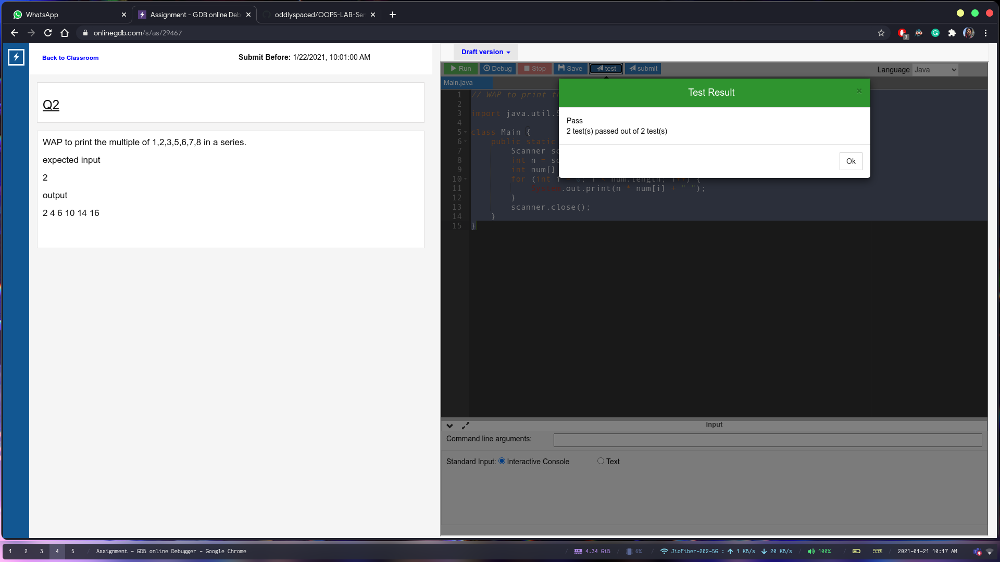 WhatsApp
Assignment - GDB online Deb
oddlyspaced/OOPS-LAB-Se
onlinegdb.com/s/as/29467
3
Back to Classroom
Submit Before: 1/22/2021, 10:01:00 AM
Q2
WAP to print the multiple of 1,2,3,5,6,7,8 in a series.
expected input
2
output
2 4 6 10 14 16
Draft version
Run
Debug
Stop
Save
test
submit
Language Java
Main.java
1 // WAP to print th
2
3 import java.util.S
4
5 class Main {
6 public static
7 Scanner sc
8 int n = sc
9 int num[]
10 for (int i = 0; i < num.length; i++) {
11 System.out.print(n * num[i] + " ");
12 }
13 scanner.close();
14 }
15 }
Test Result
×
Pass
2 test(s) passed out of 2 test(s)
Ok
input
Command line arguments:
Standard Input: Interactive Console Text
1 2 3 4 5 / Assignment - GDB online Debugger - Google Chrome / 4.34 GiB / 6% / JioFiber-202-5G : 1 KB/s 20 KB/s / 100% / 99% / 2021-01-21 10:17 AM